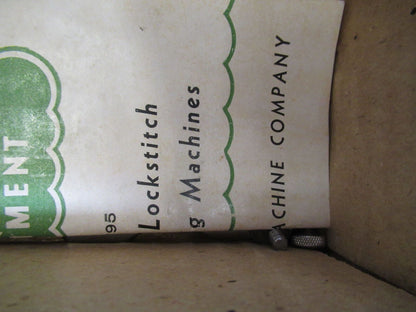 MENT
95
Lockstitch
g Machines
ACHINE COMPANY